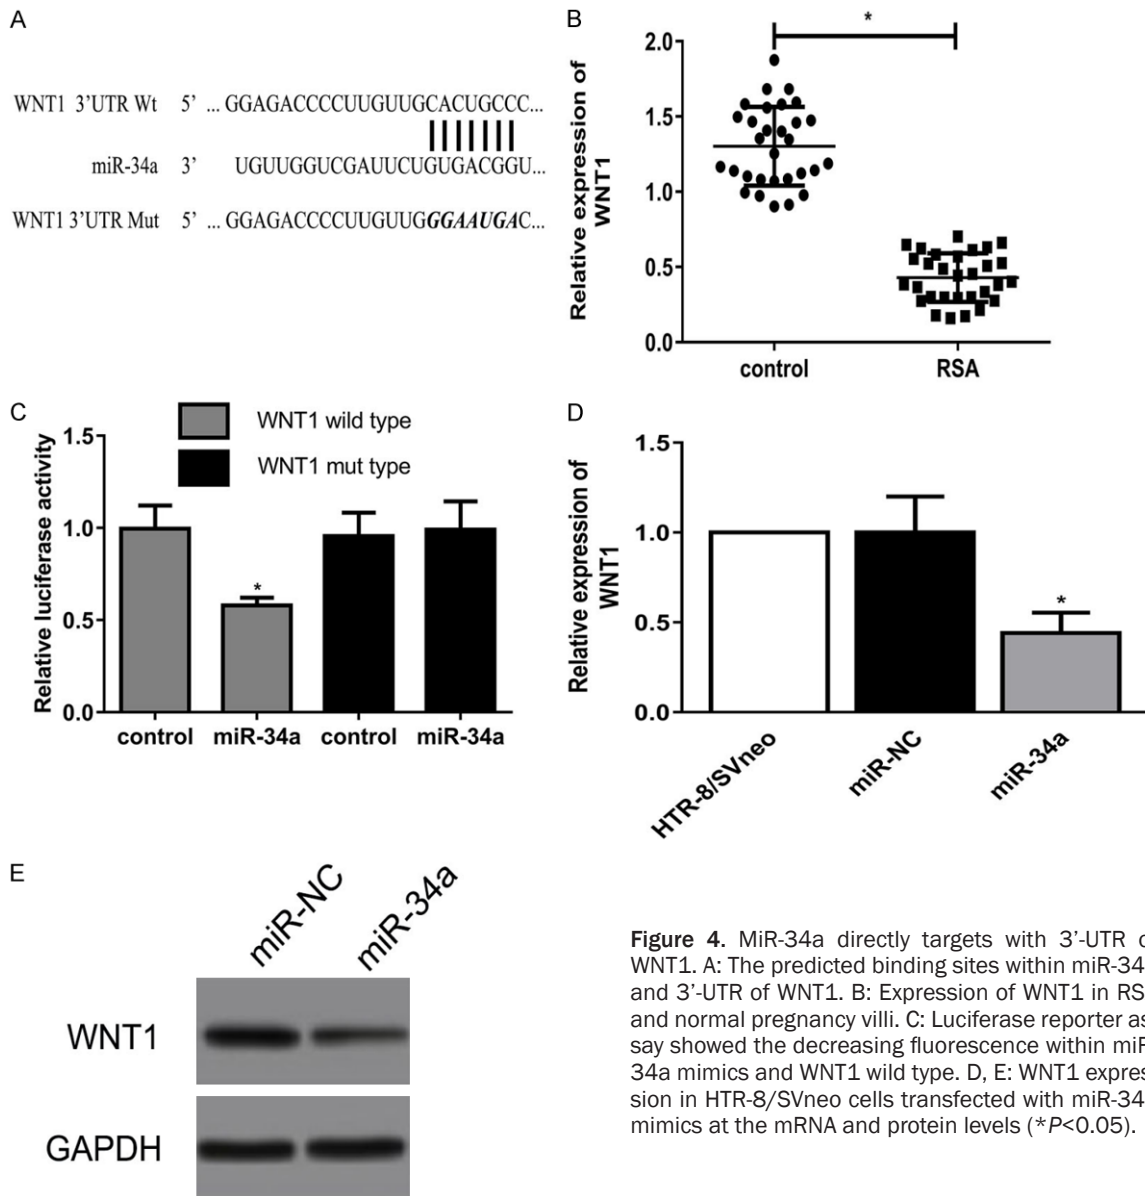 A
WNT1 3'UTR Wt 5' ... GGAGACCCCUUGUUGCACUGCCC...
miR-34a 3' UGUUGGUCGAUUCUGUGACGGU...
WNT1 3'UTR Mut 5' ... GGAGACCCCUUGUUGGGAAUGAC...
B
*
Relative expression of
WNT1
2.0
1.5
1.0
0.5
0.0
control
RSA
C
WNT1 wild type
WNT1 mut type
Relative luciferase activity
1.5
1.0
0.5
0.0
*
control
miR-34a
control
miR-34a
D
Relative expression of
WNT1
1.5
1.0
0.5
0.0
*
HTR-8/SVneo
miR-NC
miR-34a
E
miR-NC
miR-34a
WNT1
GAPDH
Figure 4. MiR-34a directly targets with 3'-UTR o
WNT1. A: The predicted binding sites within miR-34
and 3'-UTR of WNT1. B: Expression of WNT1 in RS
and normal pregnancy villi. C: Luciferase reporter as
say showed the decreasing fluorescence within miR
34a mimics and WNT1 wild type. D, E: WNT1 expres
sion in HTR-8/SVneo cells transfected with miR-34
mimics at the mRNA and protein levels (*P<0.05).